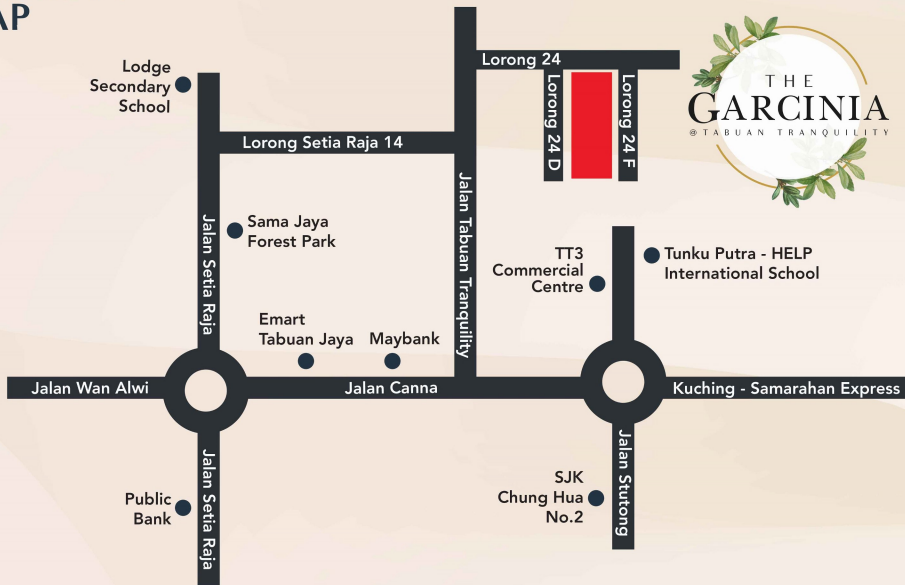 AP
Lodge
Secondary
School
Lorong Setia Raja 14
Jalan Setia Raja
Sama Jaya
Forest Park
Jalan Tabuan Tranquility
Lorong 24
Lorong 24 D
Lorong 24 F
THE
GARCINIA
@ TABUAN TRANQUILITY
TT3
Commercial
Centre
Tunku Putra - HELP
International School
Emart
Tabuan Jaya
Maybank
Jalan Wan Alwi
Jalan Canna
Kuching - Samarahan Express
Jalan Setia Raja
Public
Bank
Jalan Stutong
SJK
Chung Hua
No.2